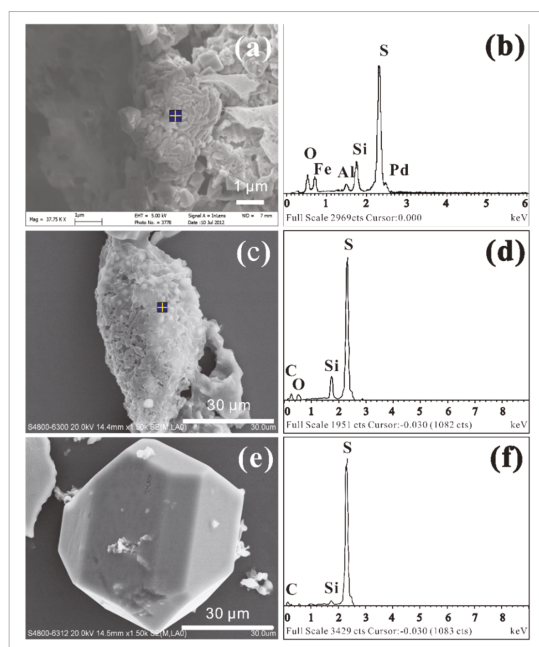 (a)
1 µm
Mag = 37.75 K X
1µm
EHT = 5.00 kV
Signal A = InLens
WD = 7 mm
Photo No. = 3778
Date :10 Jul 2012
(b)
S
O
Fe
Al
Si
Pd
0 1 2 3 4 5 6
Full Scale 2969cts Cursor:0.000
keV
(c)
30 µm
S4800-6300 20.0kV 14.4mm x1.50k SE(M,LA0)
30.0um
(d)
S
Si
C
O
0 1 2 3 4 5 6 7 8
Full Scale 1951 cts Cursor:-0.030 (1082 cts)
keV
(e)
30 µm
S4800-6312 20.0kV 14.5mm x1.50k SE(M,LA0)
30.0um
(f)
S
C
Si
0 1 2 3 4 5 6 7 8
Full Scale 3429 cts Cursor:-0.030 (1083 cts)
keV